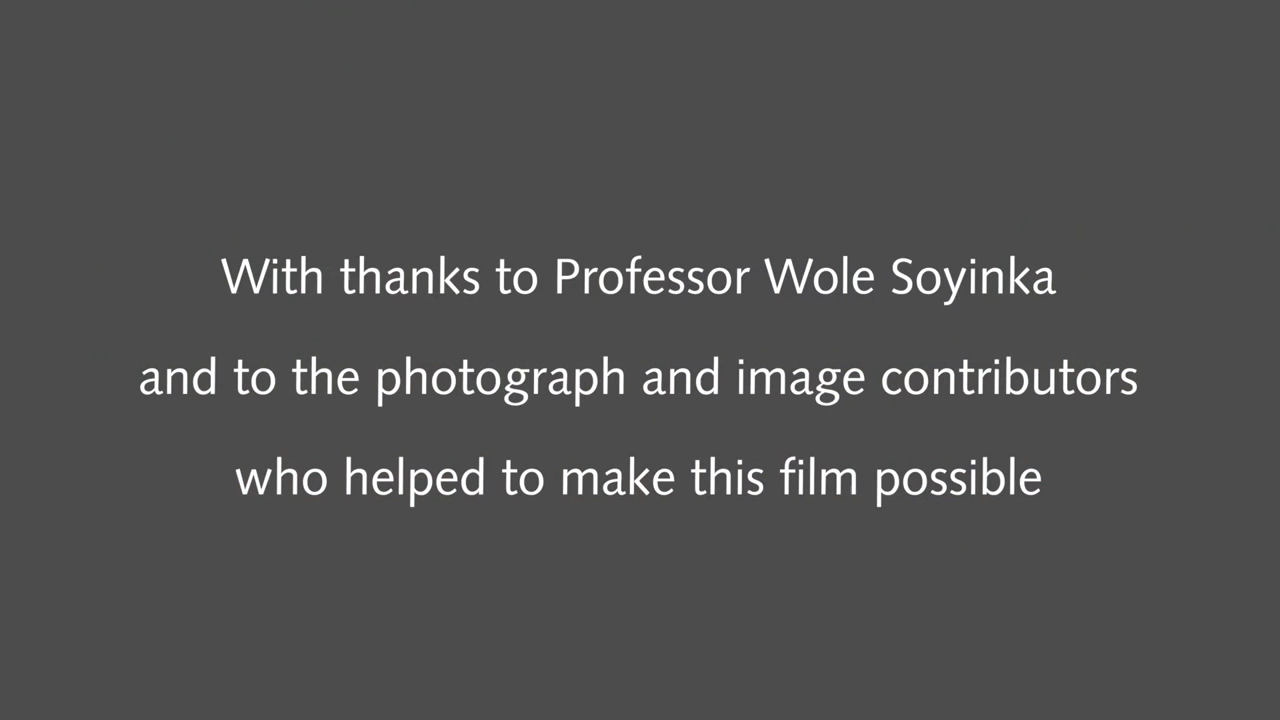 With thanks to Professor Wole Soyinka
and to the photograph and image contributors
who helped to make this film possible